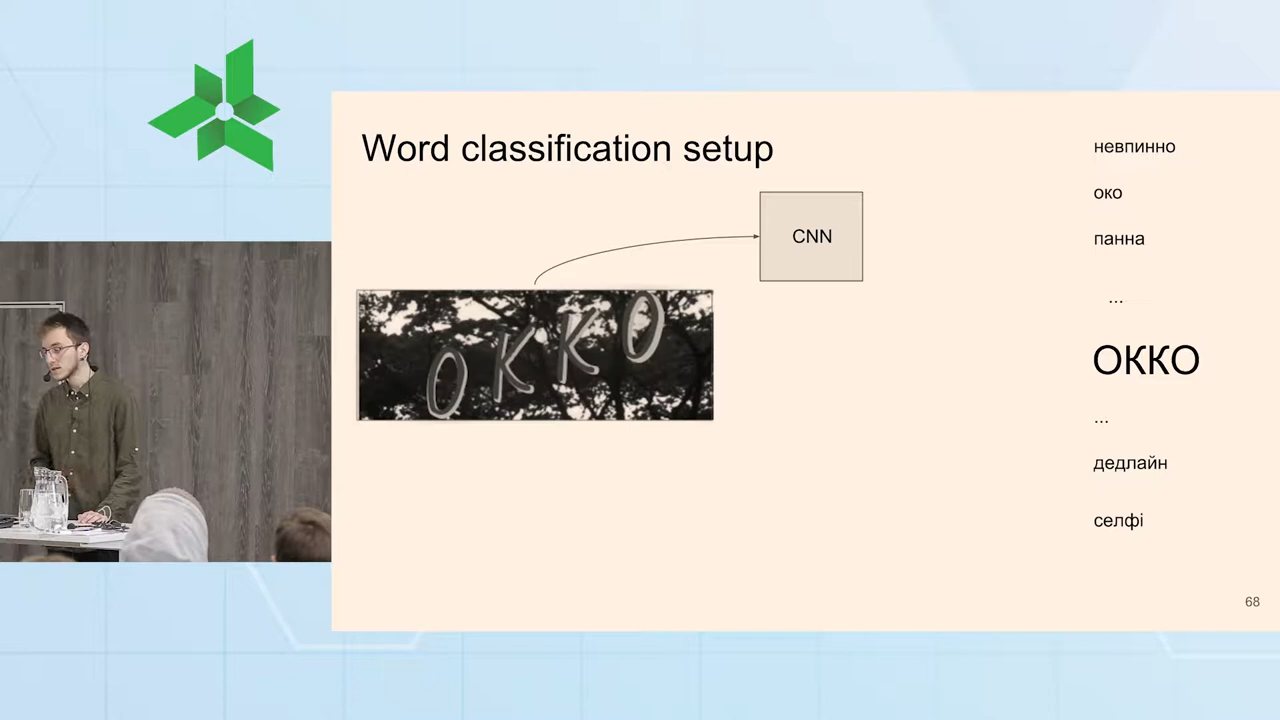 Word classification setup
CNN
OKKO
невпинно
око
панна
...
ОККО
...
дедлайн
селфі
68